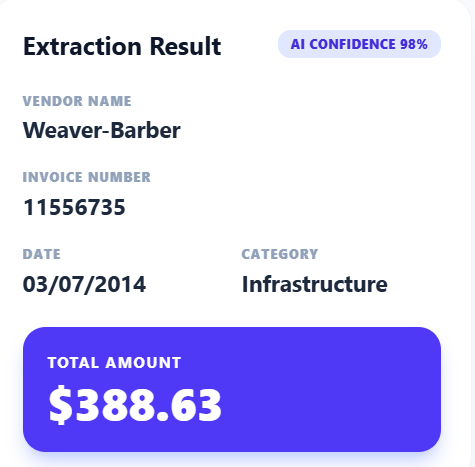 Extraction Result
AI CONFIDENCE 98%
VENDOR NAME
Weaver-Barber
INVOICE NUMBER
11556735
DATE
03/07/2014
CATEGORY
Infrastructure
TOTAL AMOUNT
$388.63